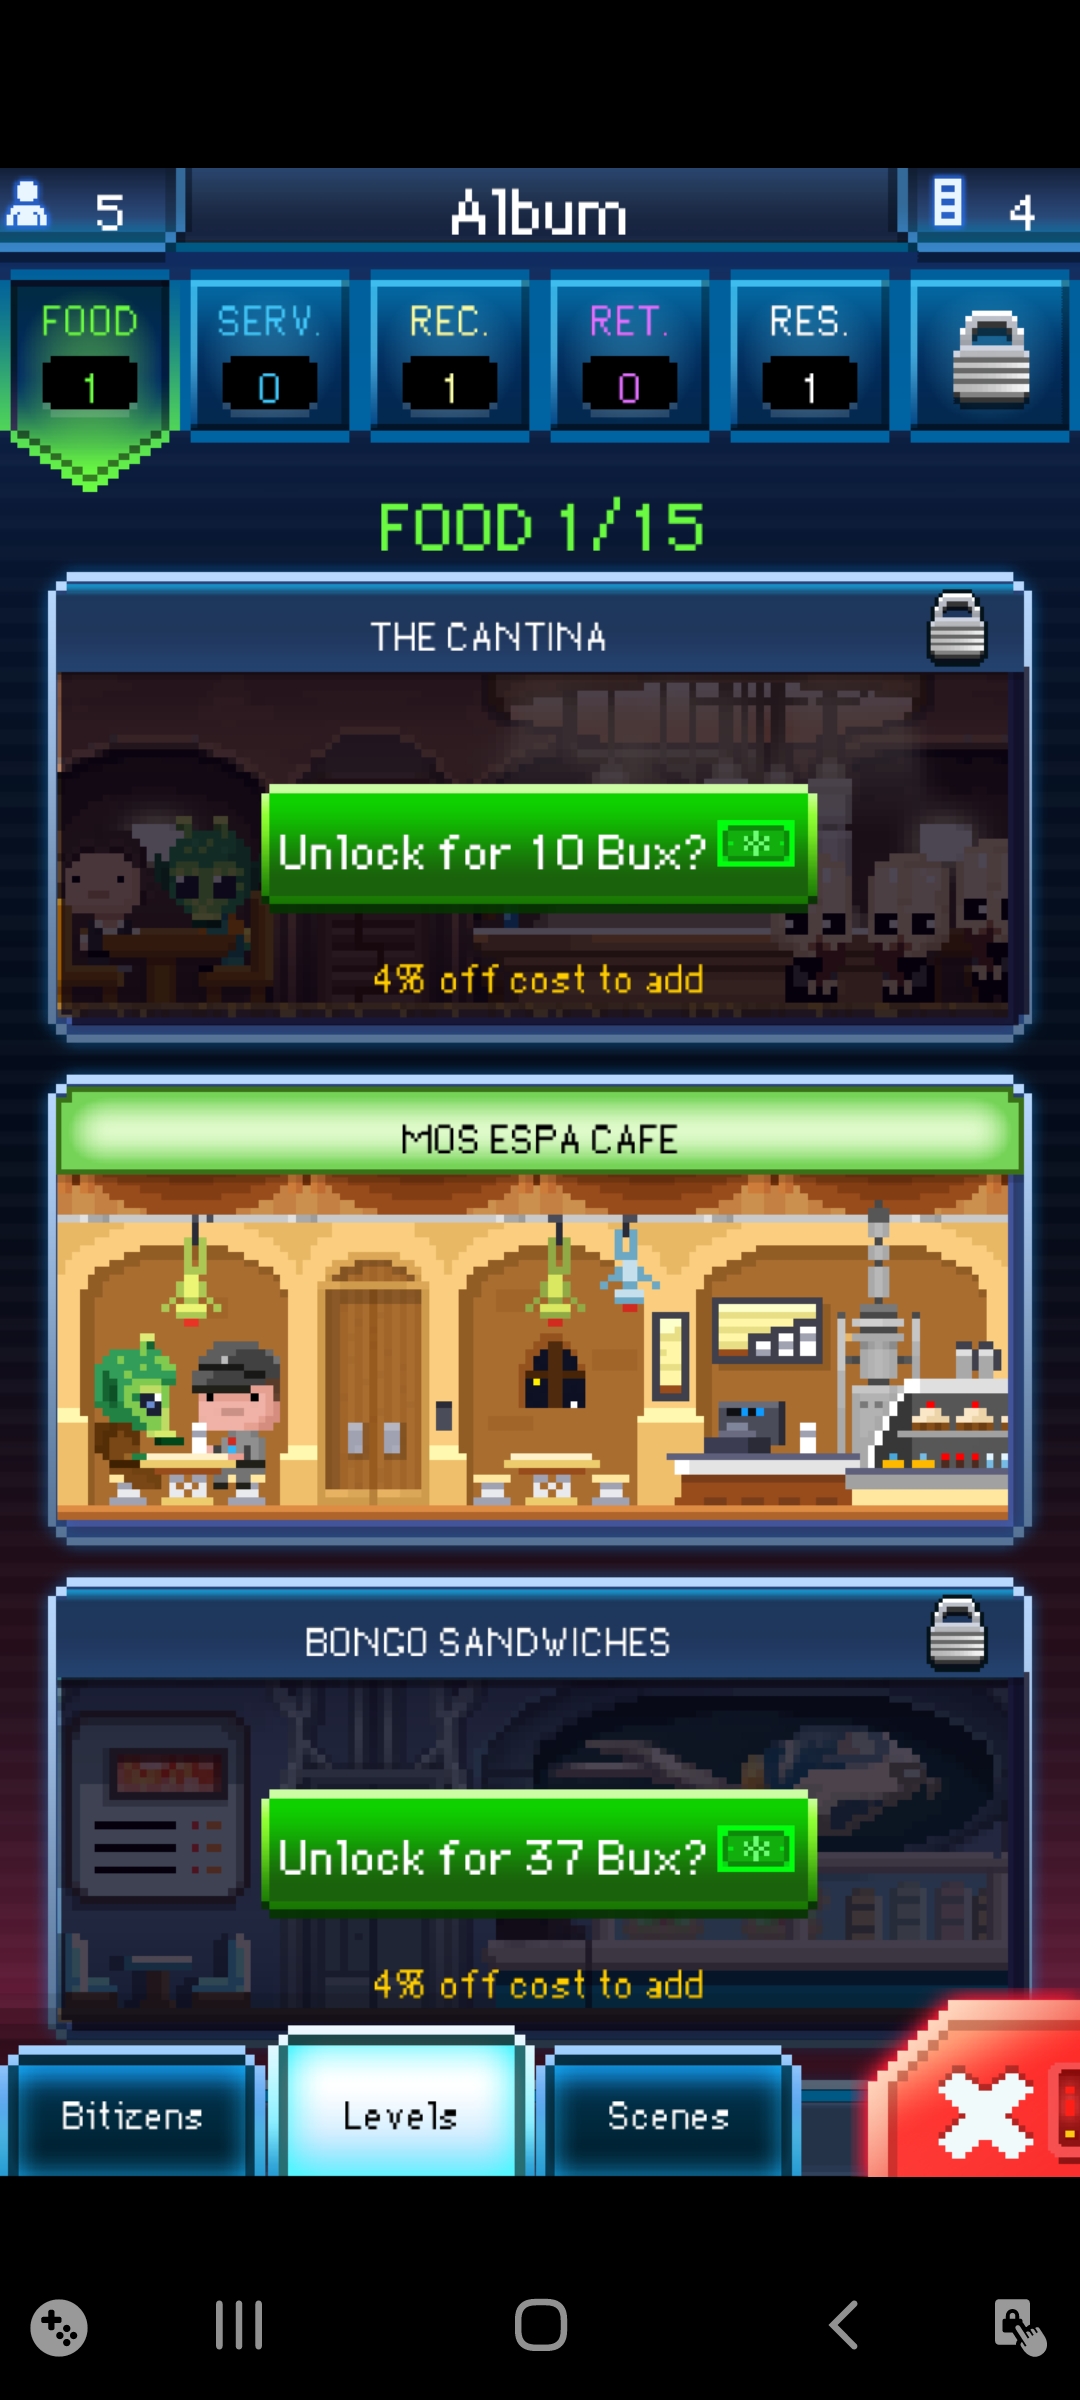 5 Album 4
FOOD SERV. REC. RET. RES.
1 0 1 0 1
FOOD 1/15
THE CANTINA
Unlock for 10 Bux?
4% off cost to add
MOS ESPA CAFE
BONGO SANDWICHES
Unlock for 37 Bux?
4% off cost to add
Bitizens Levels Scenes